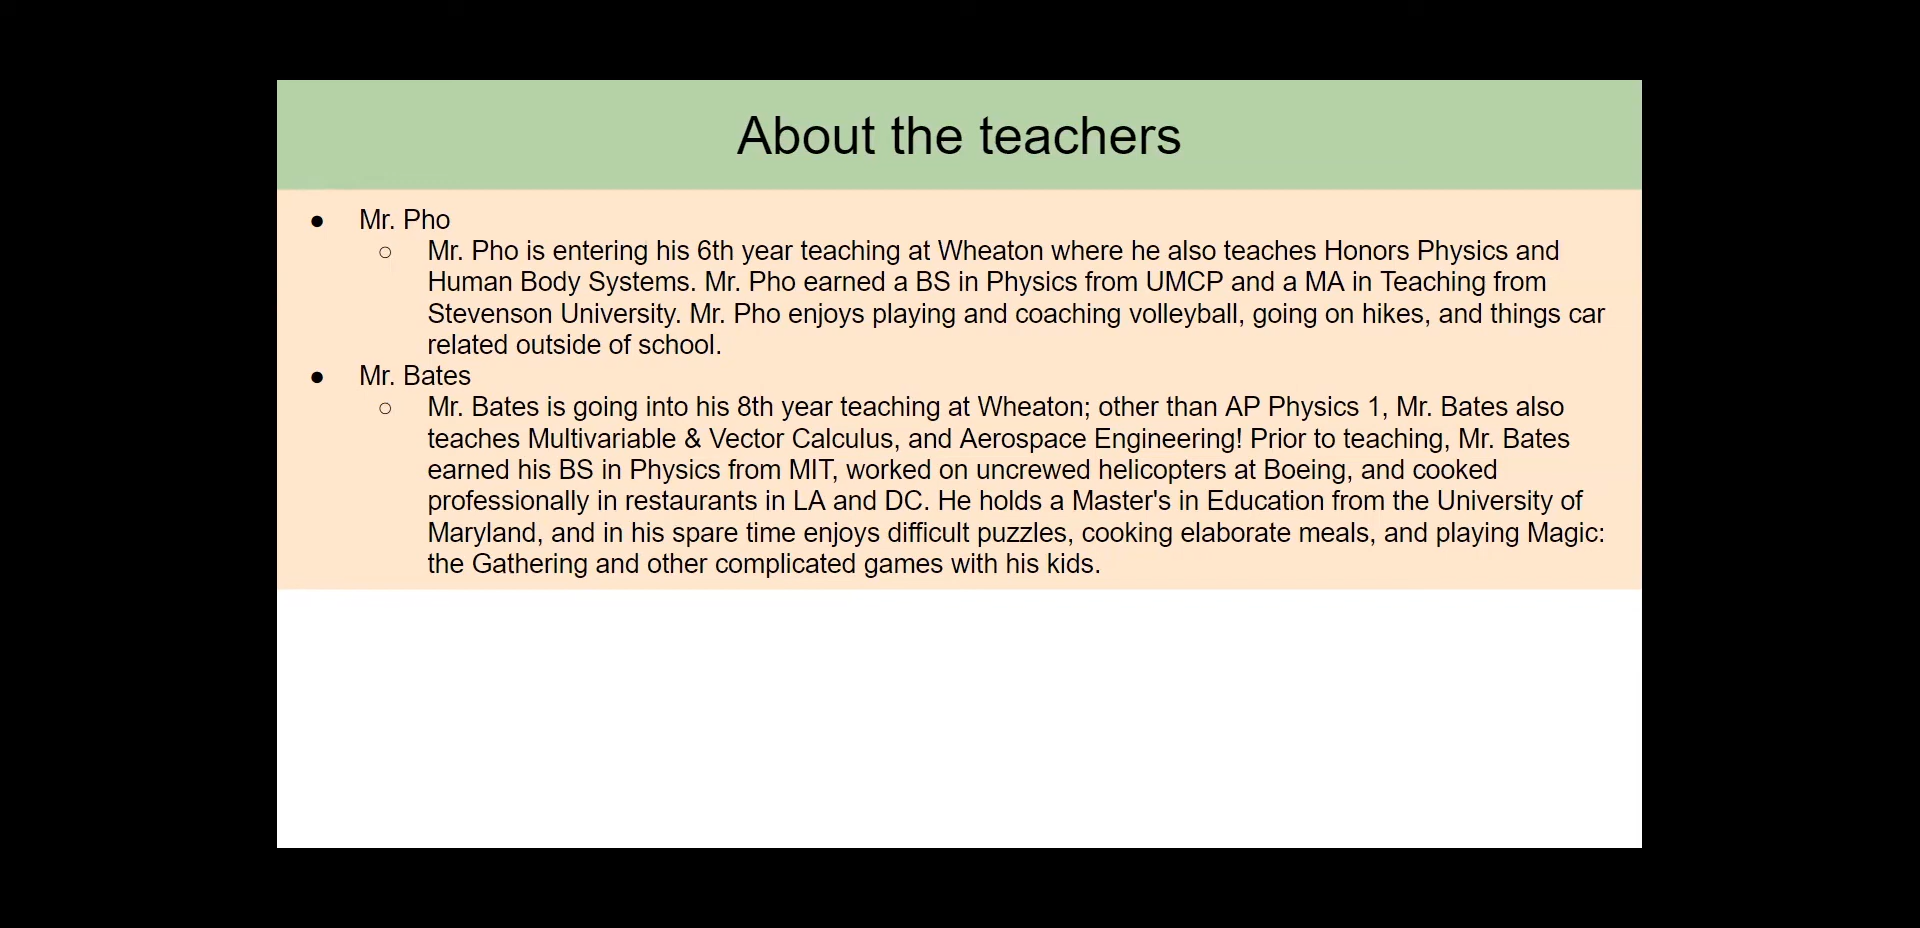 About the teachers
● Mr. Pho
○ Mr. Pho is entering his 6th year teaching at Wheaton where he also teaches Honors Physics and
Human Body Systems. Mr. Pho earned a BS in Physics from UMCP and a MA in Teaching from
Stevenson University. Mr. Pho enjoys playing and coaching volleyball, going on hikes, and things car
related outside of school.
● Mr. Bates
○ Mr. Bates is going into his 8th year teaching at Wheaton; other than AP Physics 1, Mr. Bates also
teaches Multivariable & Vector Calculus, and Aerospace Engineering! Prior to teaching, Mr. Bates
earned his BS in Physics from MIT, worked on uncrewed helicopters at Boeing, and cooked
professionally in restaurants in LA and DC. He holds a Master's in Education from the University of
Maryland, and in his spare time enjoys difficult puzzles, cooking elaborate meals, and playing Magic:
the Gathering and other complicated games with his kids.